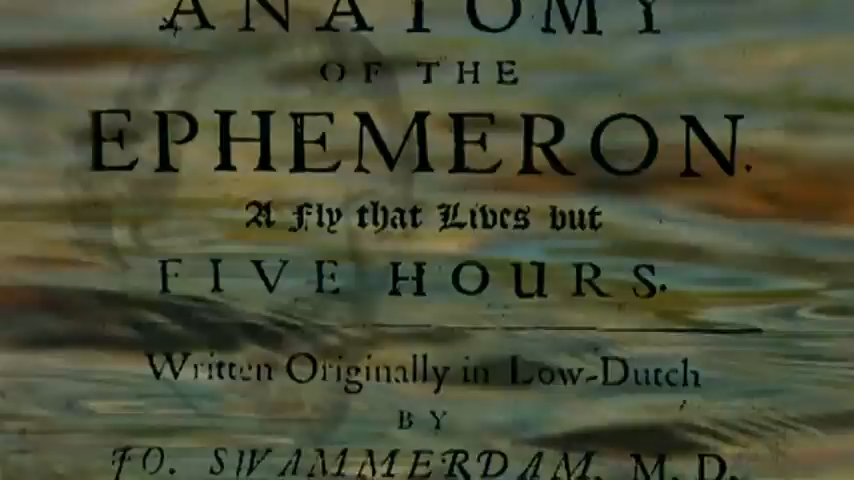 ANATOMY
OF THE
EPHEMERON.
A Fly that Lives but
FIVE HOURS.
Written Originally in Low-Dutch
BY
JO. SWAMMERDAM, M. D.